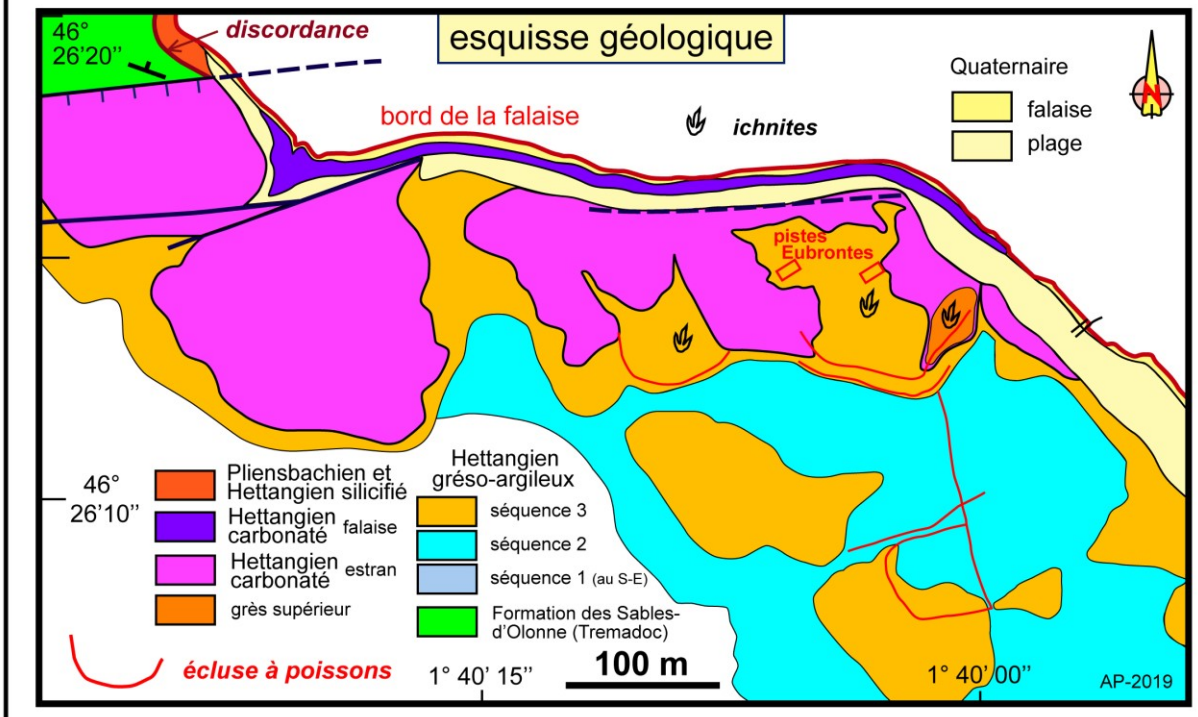 46°
26'20''
discordance
esquisse géologique
bord de la falaise
ichnites
Quaternaire
falaise
plage
N
pistes
Eubrontes
46°
26'10''
Pliensbachien et
Hettangien silicifié
Hettangien
carbonaté falaise
Hettangien
carbonaté estran
grès supérieur
Hettangien
gréso-argileux
séquence 3
séquence 2
séquence 1 (au S-E)
Formation des Sables-
d'Olonne (Tremadoc)
écluse à poissons
1° 40' 15''
100 m
1° 40' 00''
AP-2019